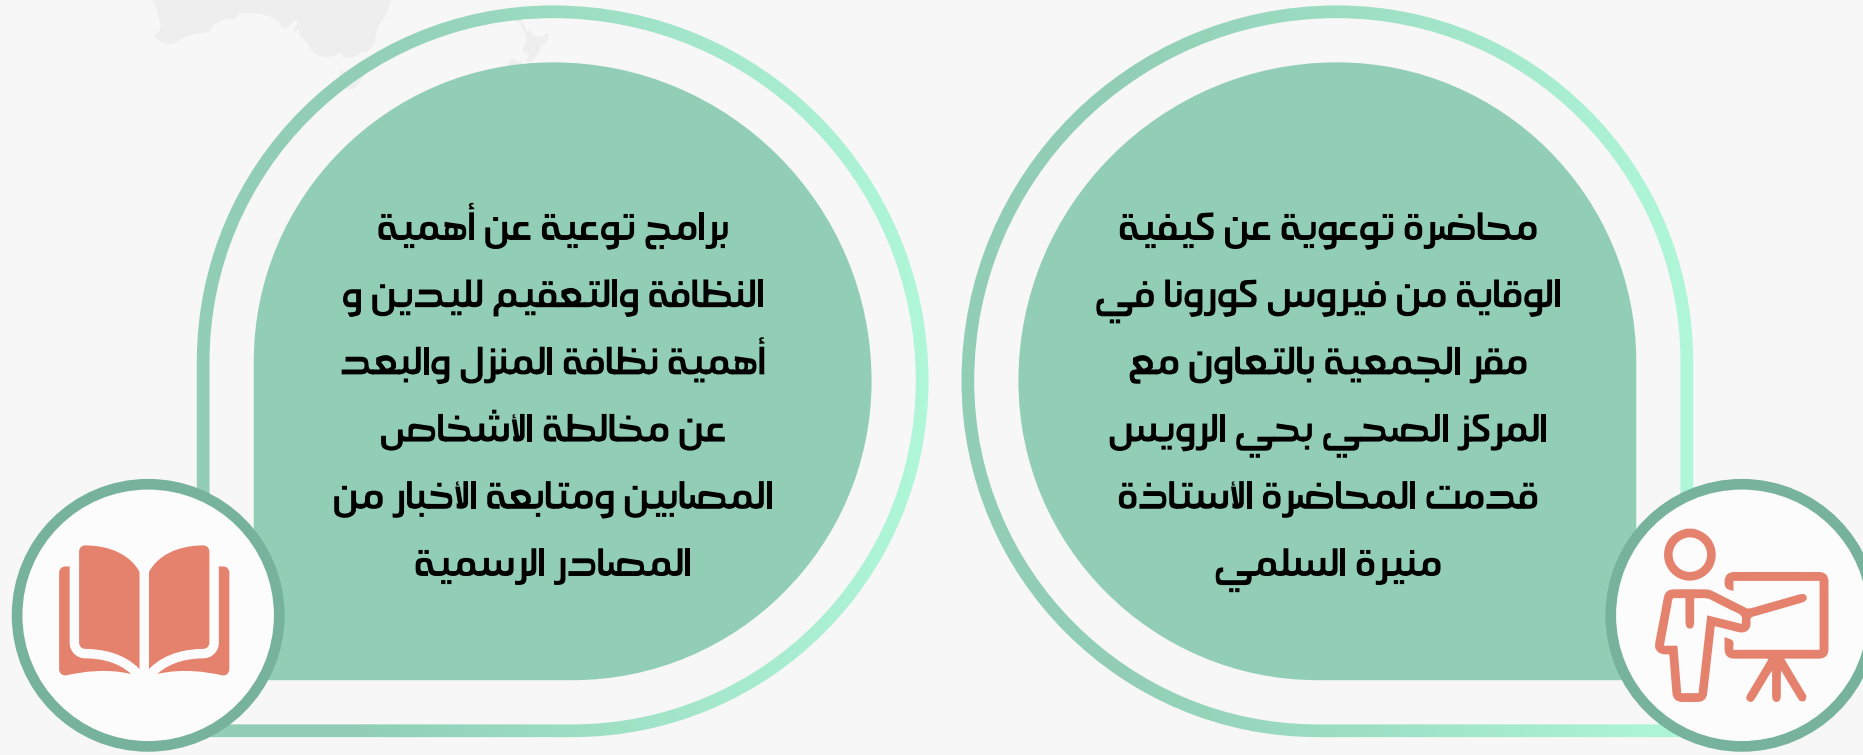 محاضرة توعوية عن كيفية
الوقاية من فيروس كورونا في
مقر الجمعية بالتعاون مع
المركز الصحي بحي الرويس
قدمت المحاضرة الأستاذة
منيرة السلمي
برامج توعية عن أهمية
النظافة والتعقيم لليدين و
أهمية نظافة المنزل والبعد
عن مخالطة الأشخاص
المصابين ومتابعة الأخبار من
المصادر الرسمية